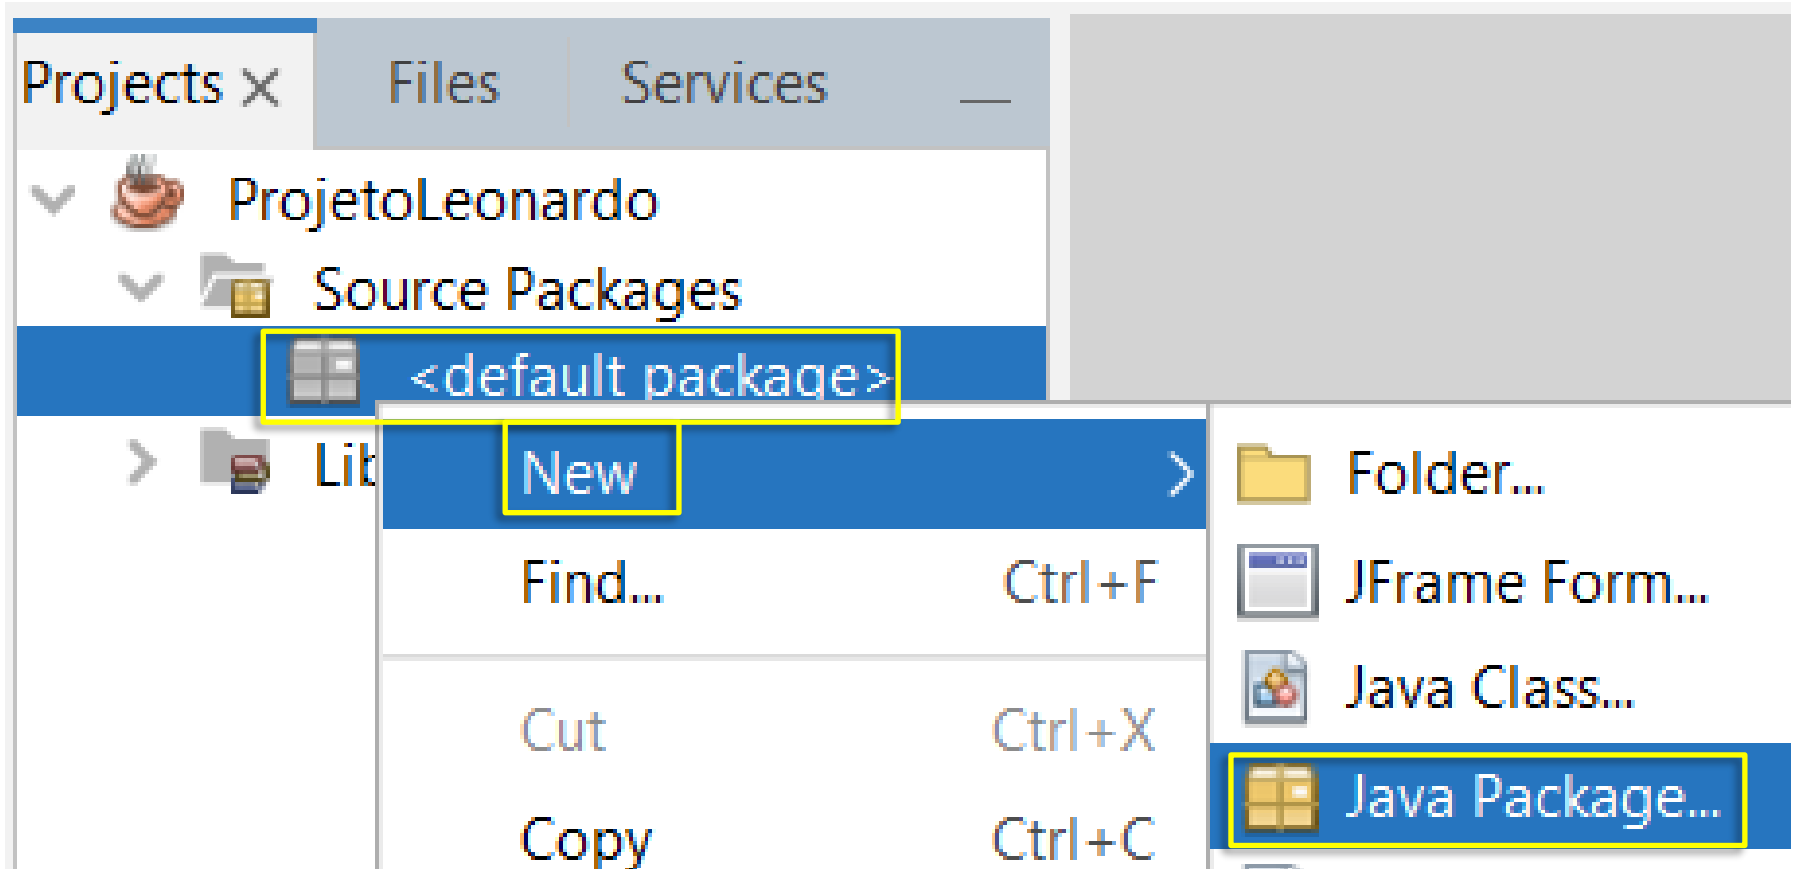 Projects Files Services
ProjetoLeonardo
Source Packages
<default package>
Lib
New
Find... Ctrl+F
Cut Ctrl+X
Copy Ctrl+C
Folder...
JFrame Form...
Java Class...
Java Package...